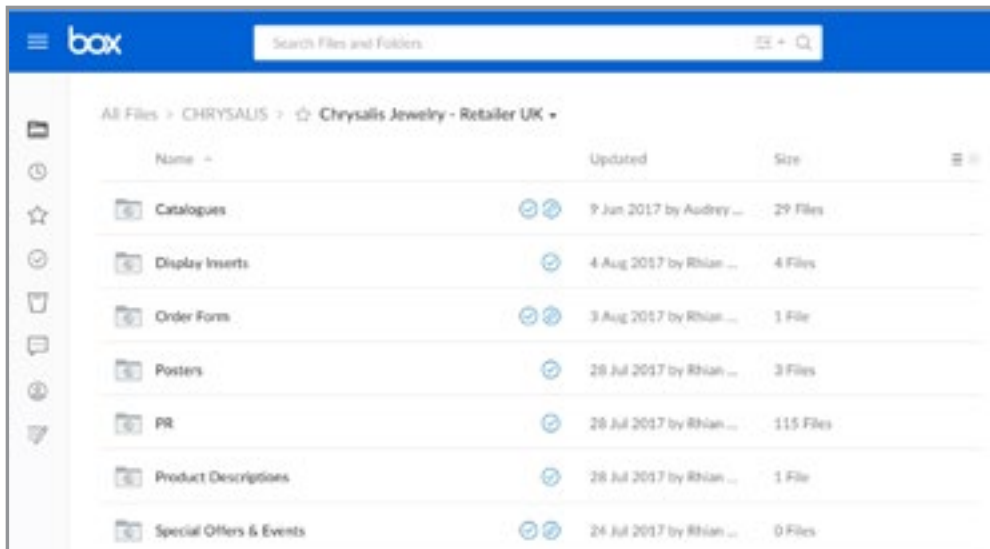 box
Search Files and Folders
All Files > CHRYSALIS > Chrysalis Jewelry - Retailer UK
Name Updated Size
Catalogues 9 Jun 2017 by Audrey ... 29 Files
Display Inserts 4 Aug 2017 by Rhian ... 4 Files
Order Form 3 Aug 2017 by Rhian ... 1 File
Posters 28 Jul 2017 by Rhian ... 3 Files
PR 28 Jul 2017 by Rhian ... 115 Files
Product Descriptions 28 Jul 2017 by Rhian ... 1 File
Special Offers & Events 24 Jul 2017 by Rhian ... 0 Files